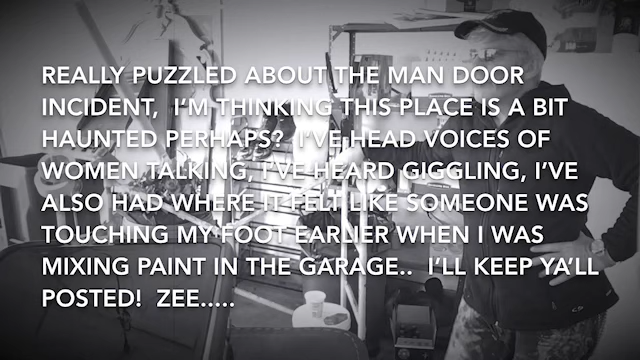 REALLY PUZZLED ABOUT THE MAN DOOR
INCIDENT, I'M THINKING THIS PLACE IS A BIT
HAUNTED PERHAPS? I'VE HEAD VOICES OF
WOMEN TALKING, I'VE HEARD GIGGLING, I'VE
ALSO HAD WHERE IT FELT LIKE SOMEONE WAS
TOUCHING MY FOOT EARLIER WHEN I WAS
MIXING PAINT IN THE GARAGE.. I'LL KEEP YA'LL
POSTED! ZEE.....